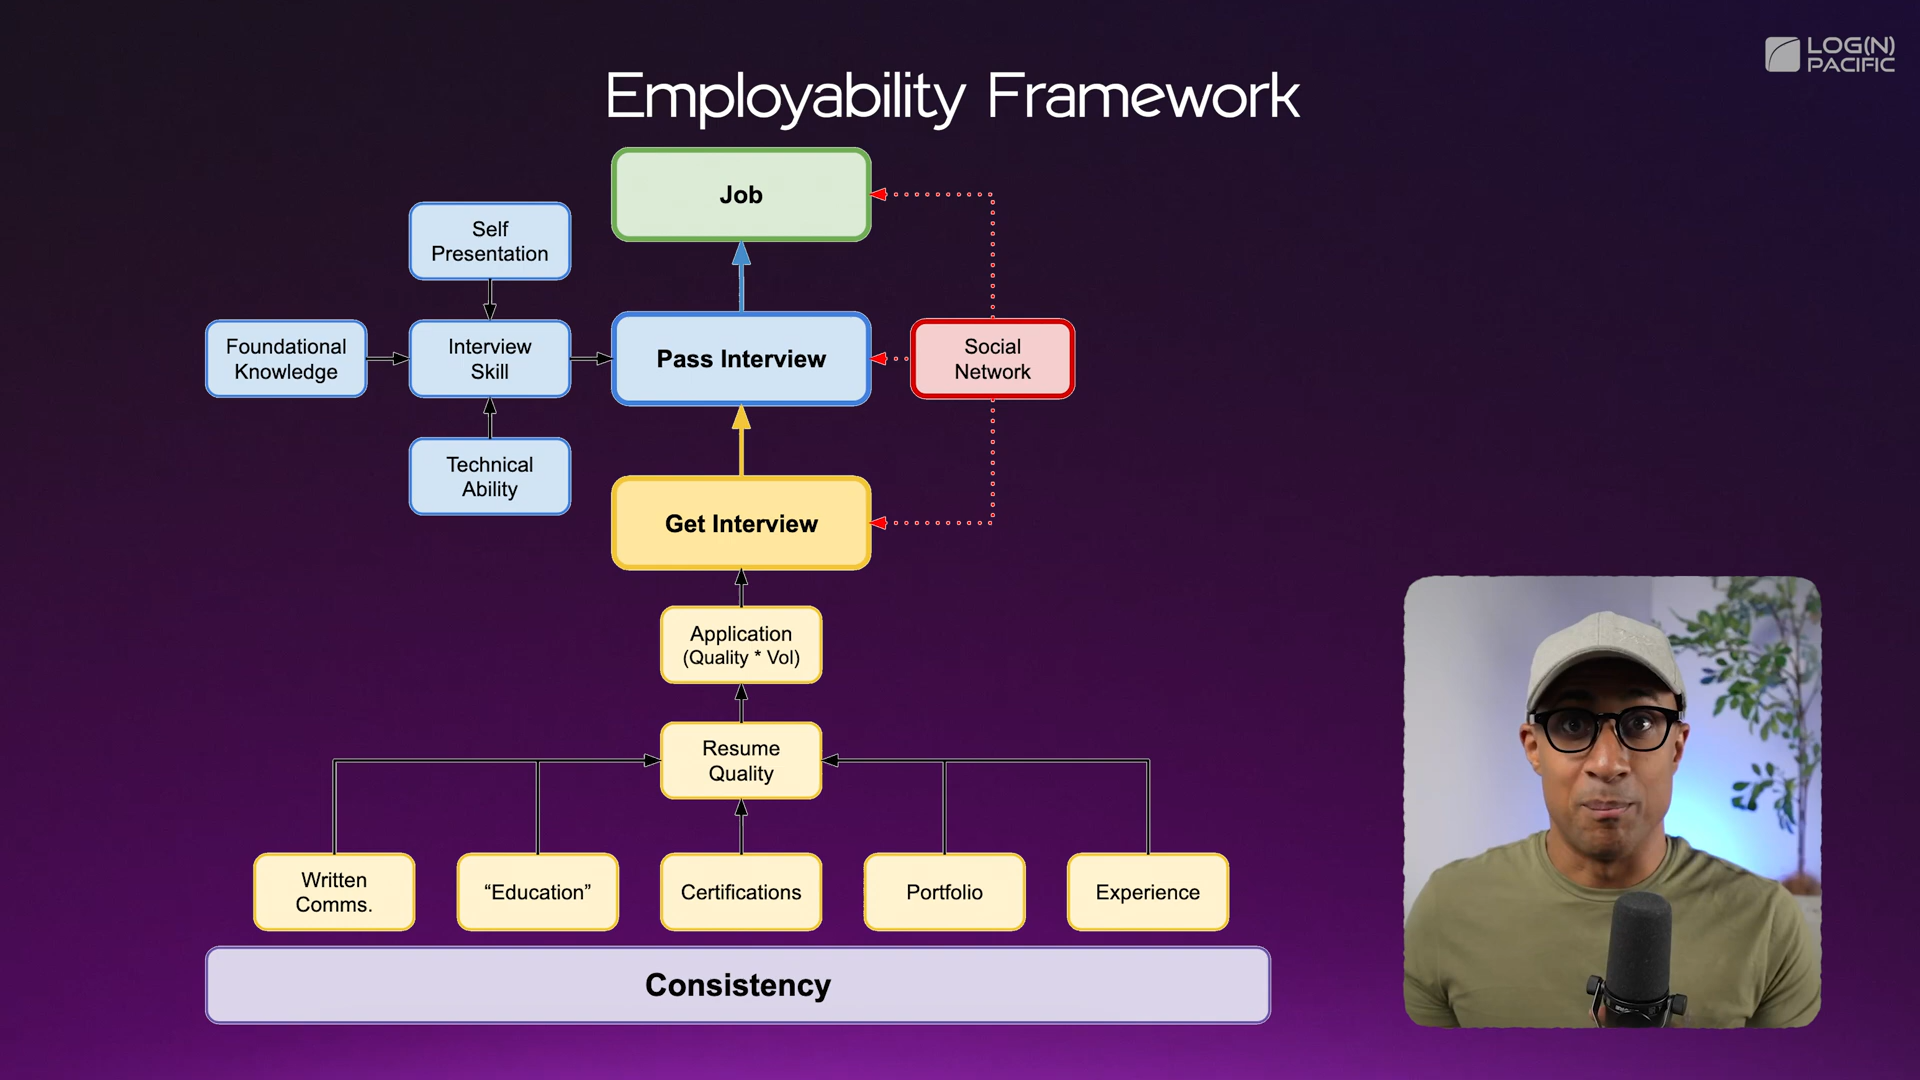 LOG(N)
PACIFIC
Employability Framework
Job
Self
Presentation
Foundational
Knowledge
Interview
Skill
Pass Interview
Social
Network
Technical
Ability
Get Interview
Application
(Quality * Vol)
Resume
Quality
Written
Comms.
“Education”
Certifications
Portfolio
Experience
Consistency